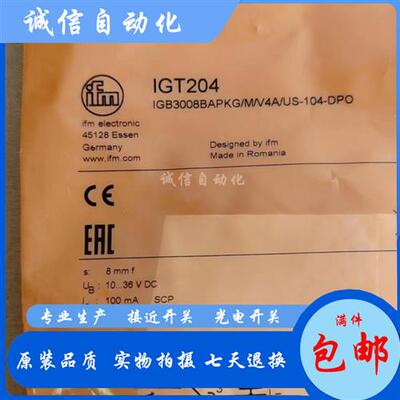 诚信自动化
ifm
IGT204
IGB3008BAPKG/M/V4A/US-104-DPO
ifm electronic
45128 Essen
Germany
www.ifm.com
Designed by ifm
Made in Romania
诚信自动化
CE
EAC
s: 8 mm f
UB: 10...36 V DC
100 mA SCP
专业生产 接近开关 光电开关
满件
包邮
原装品质 实物拍摄 七天退换